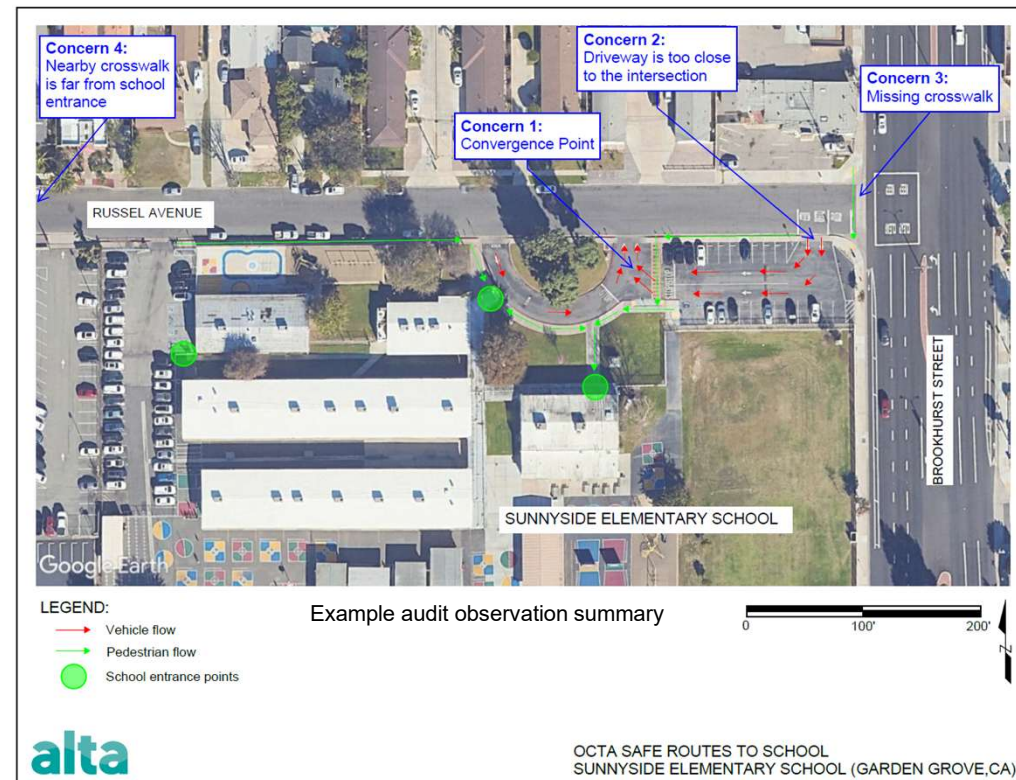 Concern 4:
Nearby crosswalk
is far from school
entrance
Concern 2:
Driveway is too close
to the intersection
Concern 3:
Missing crosswalk
Concern 1:
Convergence Point
RUSSEL AVENUE
BROOKHURST STREET
SUNNYSIDE ELEMENTARY SCHOOL
Google Earth
LEGEND:
Vehicle flow
Pedestrian flow
School entrance points
Example audit observation summary
0 100' 200'
N
alta
OCTA SAFE ROUTES TO SCHOOL
SUNNYSIDE ELEMENTARY SCHOOL (GARDEN GROVE,CA)